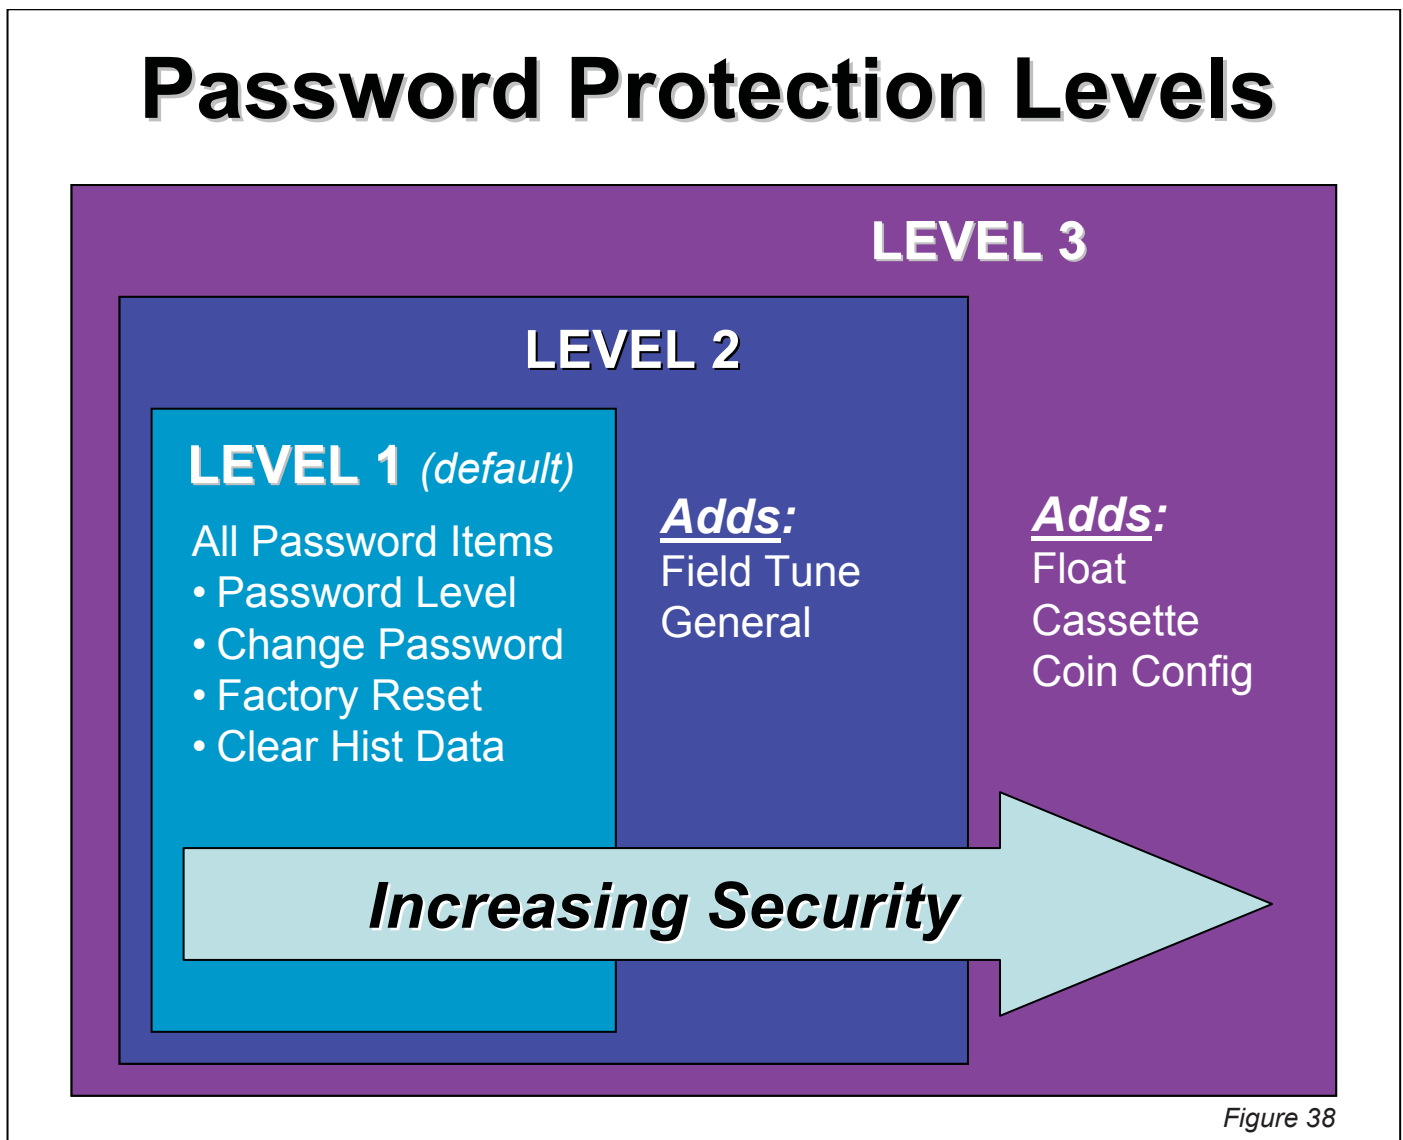 Password Protection Levels
LEVEL 3
LEVEL 2
LEVEL 1 (default)
All Password Items
• Password Level
• Change Password
• Factory Reset
• Clear Hist Data
Adds:
Field Tune
General
Adds:
Float
Cassette
Coin Config
Increasing Security
Figure 38